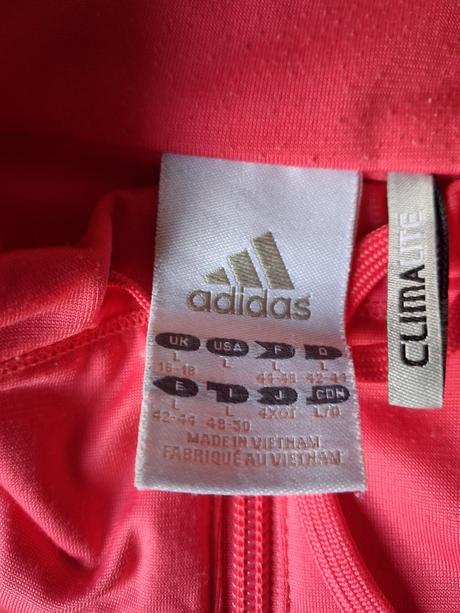 adidas
UK USA F D
L L L L
16-18 44-46 42-44
E I J CDN
L L 4XOT L/G
42-44 48-50
MADE IN VIETNAM
FABRIQUÉ AU VIETNAM
CLIMALITE